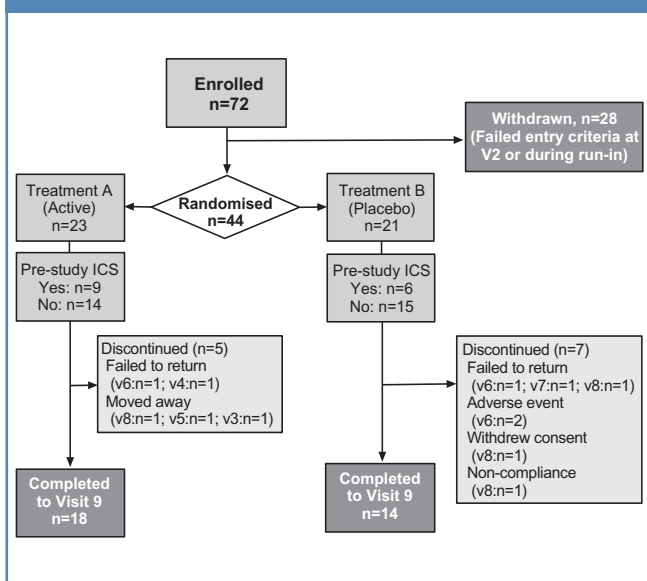 Enrolled
n=72
Withdrawn, n=28
(Failed entry criteria at
V2 or during run-in)
Treatment A
(Active)
n=23
Randomised
n=44
Treatment B
(Placebo)
n=21
Pre-study ICS
Yes: n=9
No: n=14
Pre-study ICS
Yes: n=6
No: n=15
Discontinued (n=5)
Failed to return
(v6:n=1; v4:n=1)
Moved away
(v8:n=1; v5:n=1; v3:n=1)
Discontinued (n=7)
Failed to return
(v6:n=1; v7:n=1; v8:n=1)
Adverse event
(v6:n=2)
Withdrew consent
(v8:n=1)
Non-compliance
(v8:n=1)
Completed
to Visit 9
n=18
Completed
to Visit 9
n=14